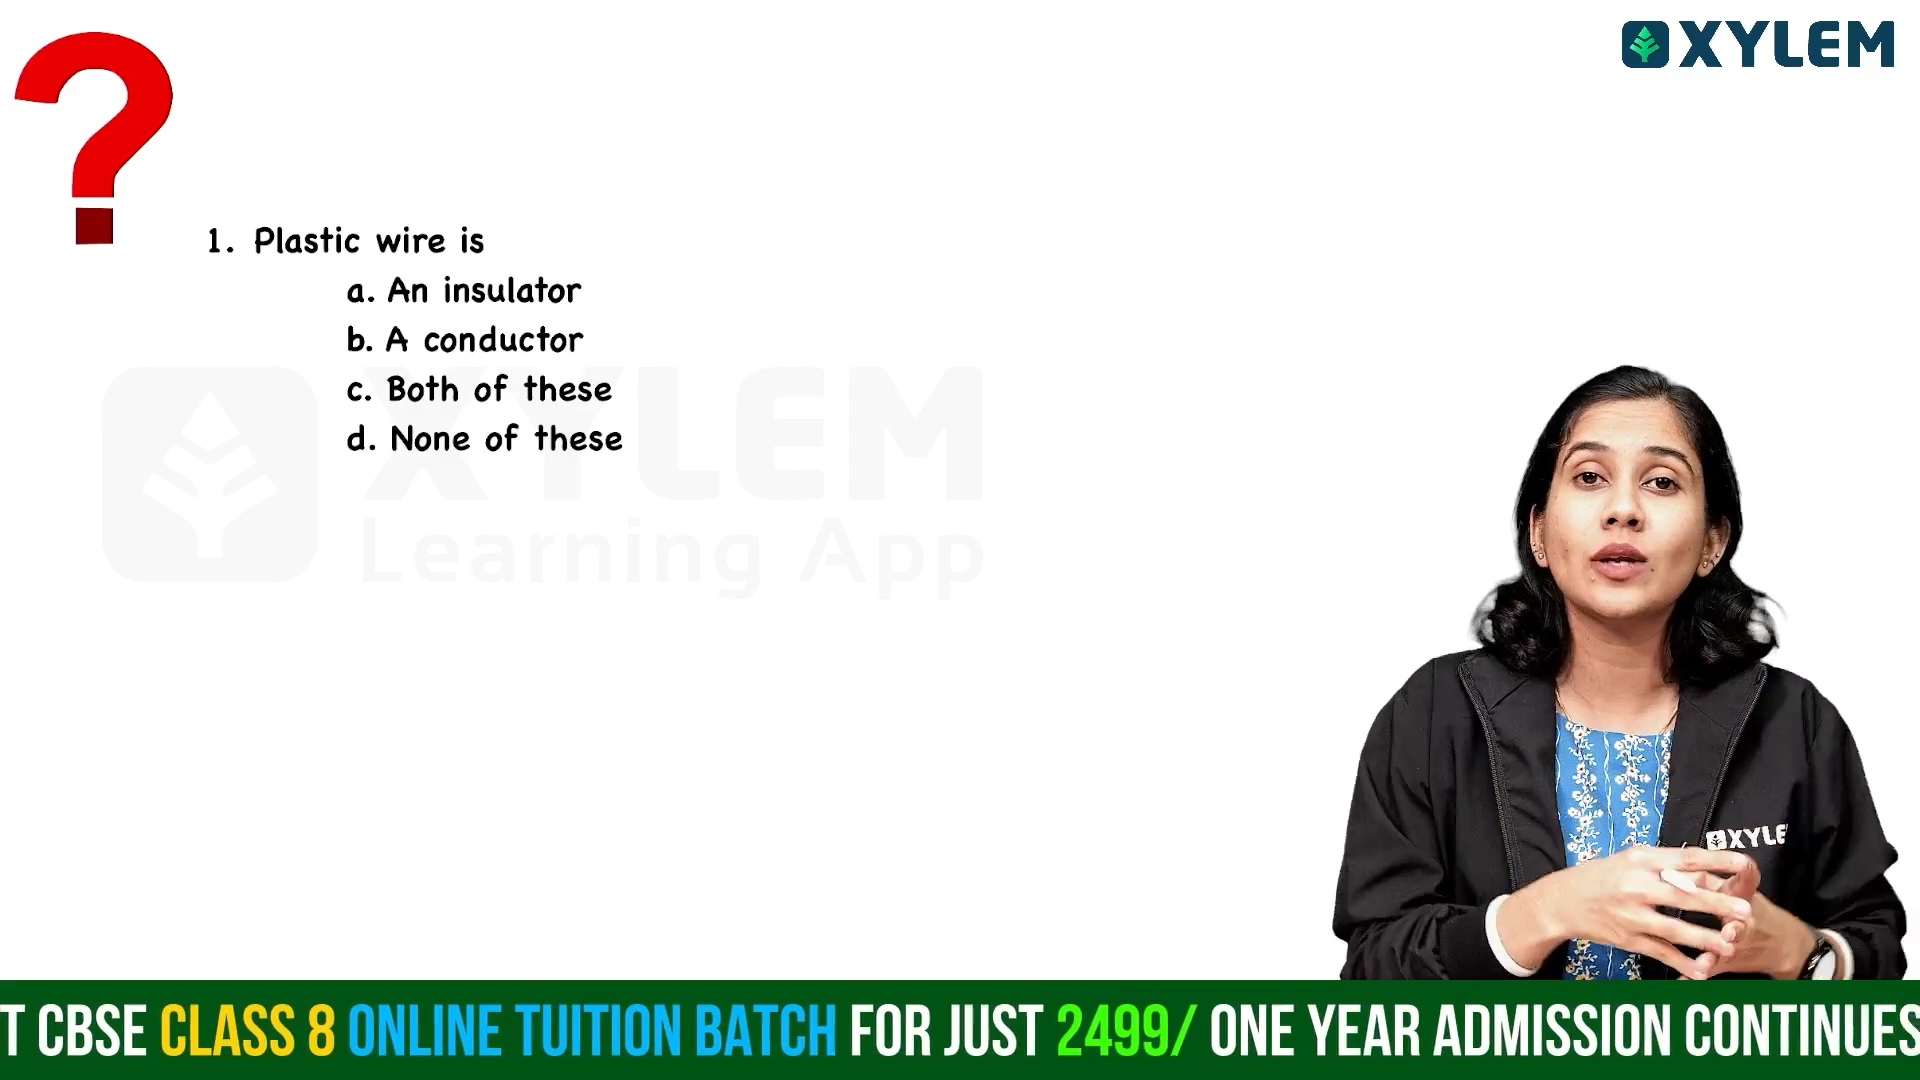 XYLEM
1. Plastic wire is
a. An insulator
b. A conductor
c. Both of these
d. None of these
XYLEM
Learning App
XYLE
T CBSE CLASS 8 ONLINE TUITION BATCH FOR JUST 2499/ ONE YEAR ADMISSION CONTINUES